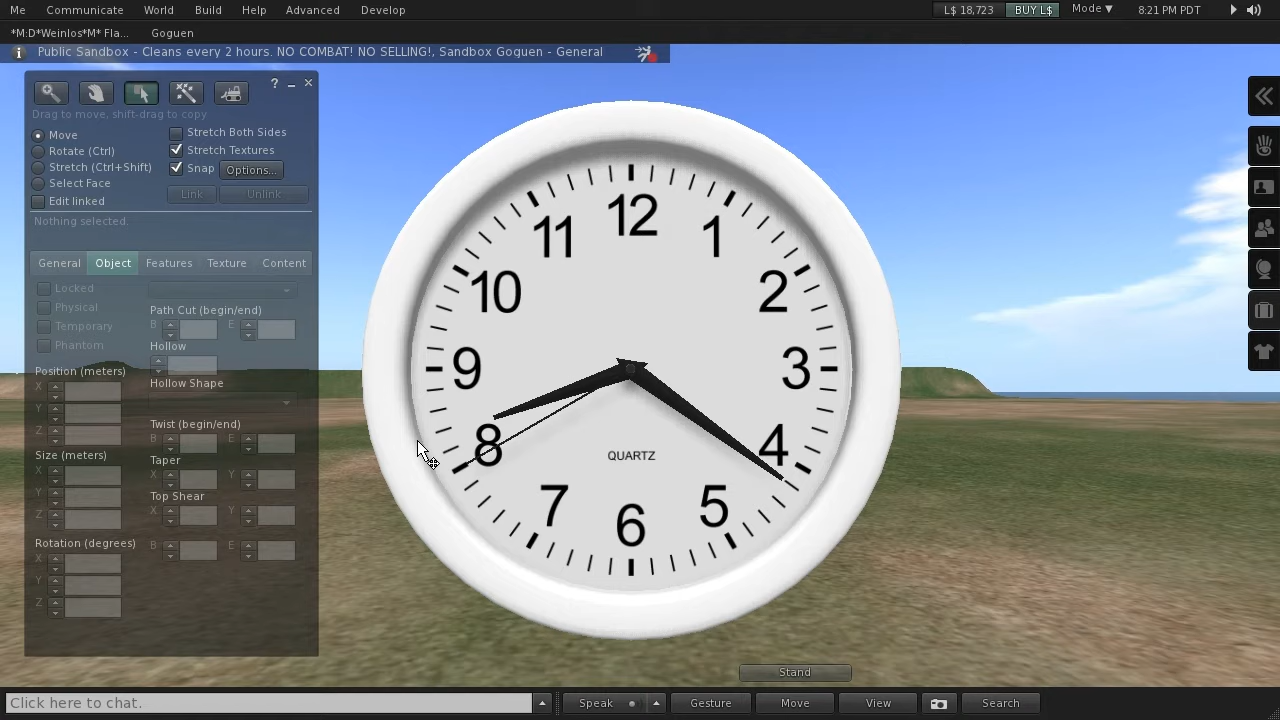 Me Communicate World Build Help Advanced Develop L$ 18,723 BUY L$ Mode ▼ 8:21 PM PDT
*M:D*Weinlos*M* Fla... Goguen
Public Sandbox - Cleans every 2 hours. NO COMBAT! NO SELLING!, Sandbox Goguen - General
? _ ×
Drag to move, shift-drag to copy
Move
Rotate (Ctrl)
Stretch (Ctrl+Shift)
Select Face
Edit linked
Stretch Both Sides
Stretch Textures
Snap Options...
Link Unlink
Nothing selected.
General Object Features Texture Content
Locked
Physical
Temporary
Phantom
Position (meters)
X
Y
Z
Size (meters)
X
Y
Z
Rotation (degrees)
X
Y
Z
Path Cut (begin/end)
B E
Hollow
Hollow Shape
Twist (begin/end)
B E
Taper
X Y
Top Shear
X Y
B E
12
1
2
3
4
5
6
7
8
9
10
11
QUARTZ
Stand
Click here to chat. Speak Gesture Move View Search